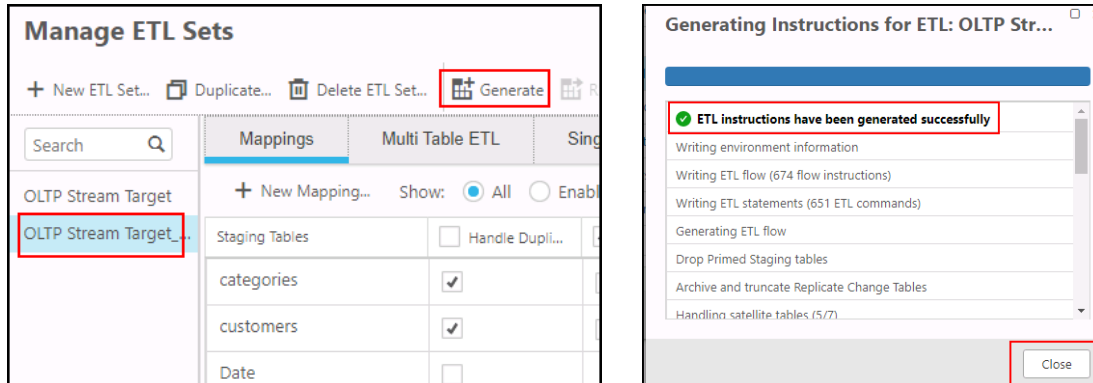 Manage ETL Sets
New ETL Set... Duplicate... Delete ETL Set... Generate R
Search
Mappings Multi Table ETL Sing
New Mapping... Show: All Enabl
OLTP Stream Target
OLTP Stream Target_...
Staging Tables Handle Dupli...
categories
customers
Date
Generating Instructions for ETL: OLTP Str...
ETL instructions have been generated successfully
Writing environment information
Writing ETL flow (674 flow instructions)
Writing ETL statements (651 ETL commands)
Generating ETL flow
Drop Primed Staging tables
Archive and truncate Replicate Change Tables
Handling satellite tables (5/7)
Close